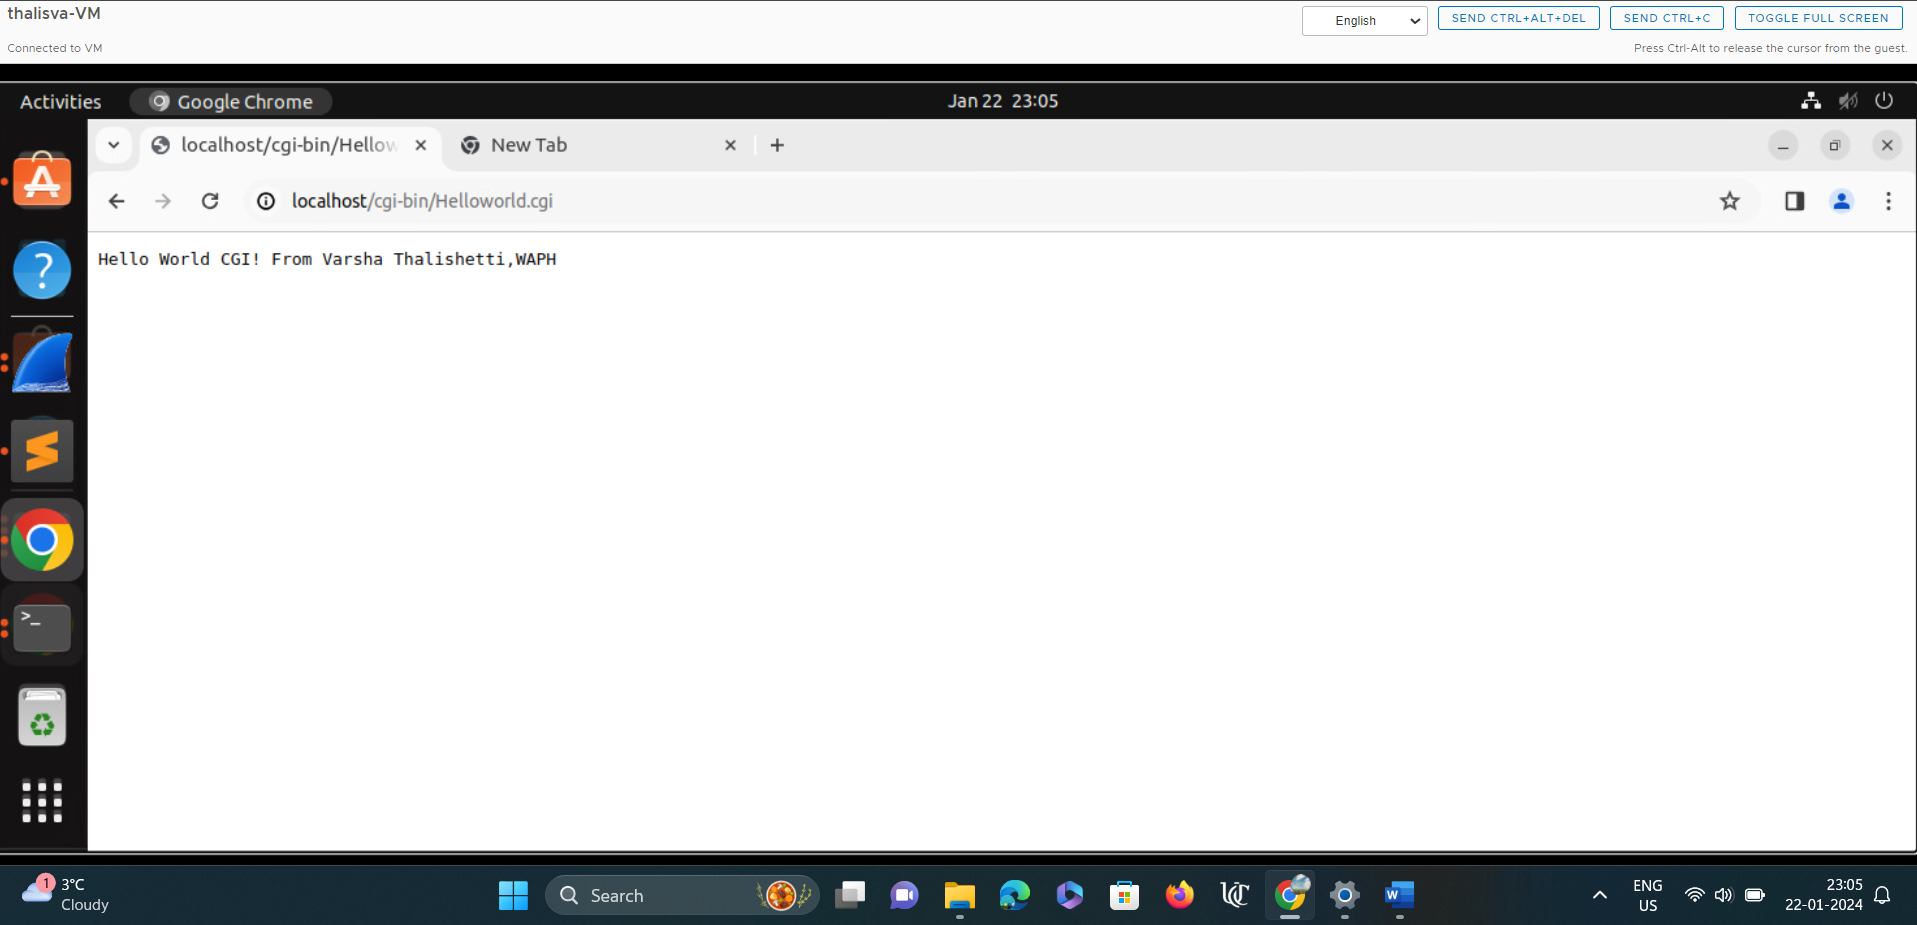 thalisva-VM
English
SEND CTRL+ALT+DEL
SEND CTRL+C
TOGGLE FULL SCREEN
Connected to VM
Press Ctrl-Alt to release the cursor from the guest.
Activities
Google Chrome
Jan 22 23:05
localhost/cgi-bin/Hellow
New Tab
localhost/cgi-bin/Helloworld.cgi
Hello World CGI! From Varsha Thalishetti,WAPH
>_
1
3°C
Cloudy
Search
W
ENG
US
23:05
22-01-2024